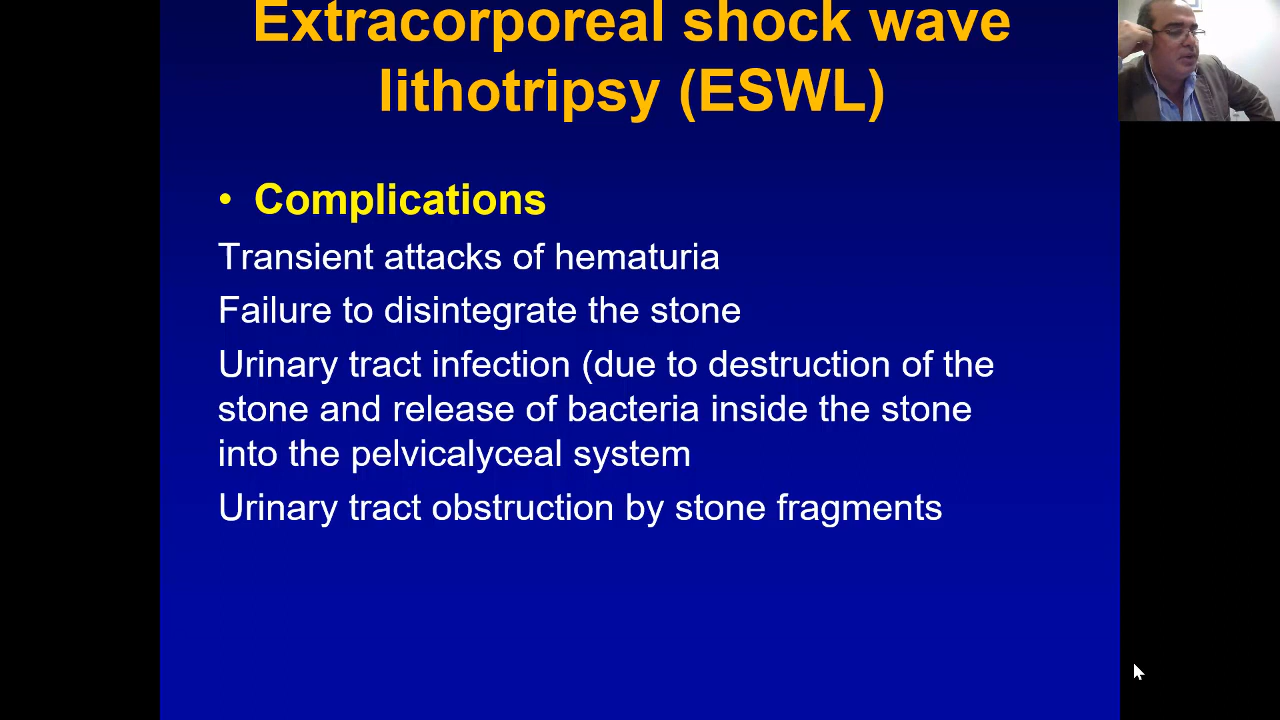 Extracorporeal shock wave
lithotripsy (ESWL)
• Complications
Transient attacks of hematuria
Failure to disintegrate the stone
Urinary tract infection (due to destruction of the
stone and release of bacteria inside the stone
into the pelvicalyceal system
Urinary tract obstruction by stone fragments